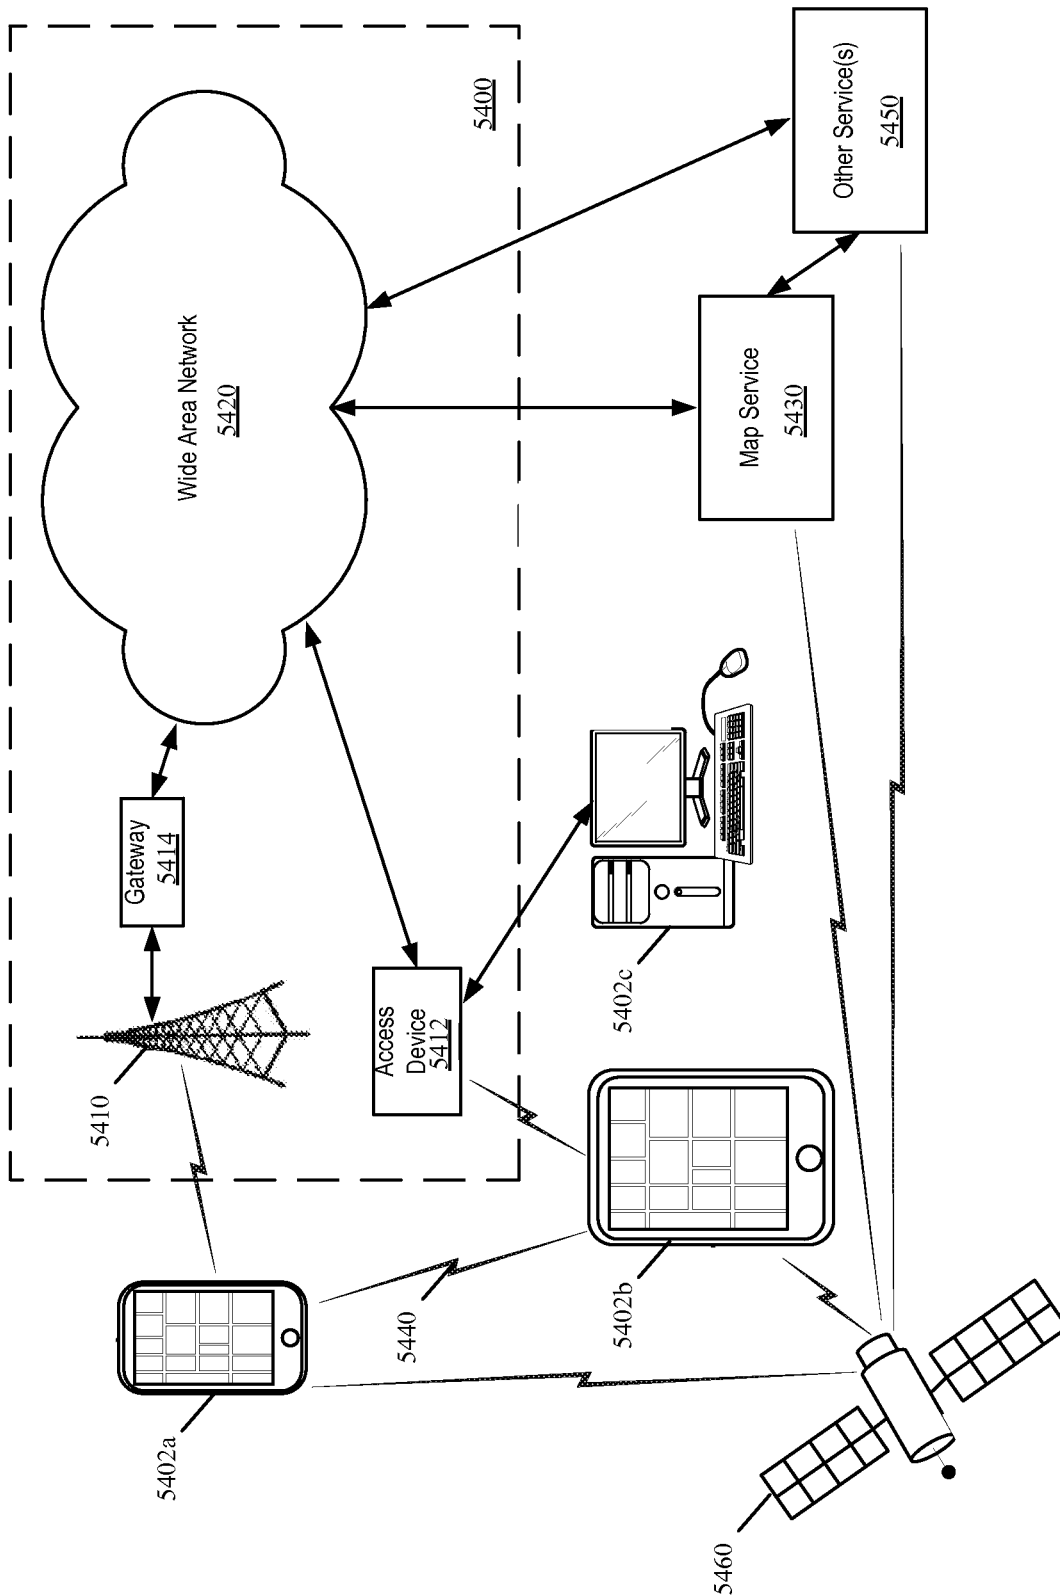 5400
Wide Area Network
5420
Gateway
5414
5410
Access
Device
5412
5402a
5440
5402b
5402c
Map Service
5430
Other Service(s)
5450
5460